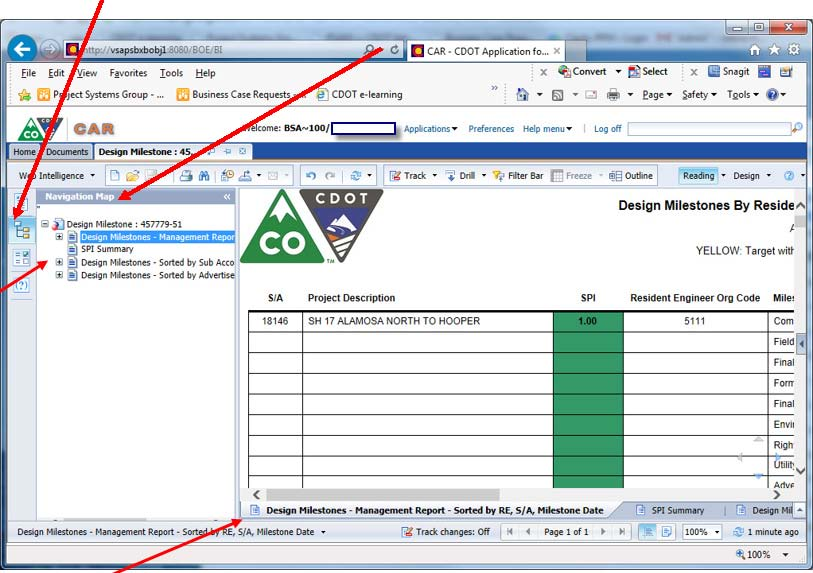 http://vsapsbxbobj1:8080/BOE/BI
CAR - CDOT Application fo...
File Edit View Favorites Tools Help
Convert Select Snagit
Project Systems Group - ... Business Case Requests ... CDOT e-learning
Page Safety Tools
CO CDOT CAR
Welcome: BSA~100/ Applications Preferences Help menu Log off
Home Documents Design Milestone : 45...
Web Intelligence Track Drill Filter Bar Freeze Outline Reading Design
Navigation Map
Design Milestone : 457779-51
Design Milestones - Management Repor
SPI Summary
Design Milestones - Sorted by Sub Acco
Design Milestones - Sorted by Advertise
CDOT
CO
TM
Design Milestones By Reside
A
YELLOW: Target with
S/A Project Description SPI Resident Engineer Org Code Miles
18146 SH 17 ALAMOSA NORTH TO HOOPER 1.00 5111 Com
Field
Final
Form
Final
Envi
Righ
Utility
Adve
Design Milestones - Management Report - Sorted by RE, S/A, Milestone Date SPI Summary Design Mil
Design Milestones - Management Report - Sorted by RE, S/A, Milestone Date Track changes: Off Page 1 of 1 100% 1 minute ago
100%